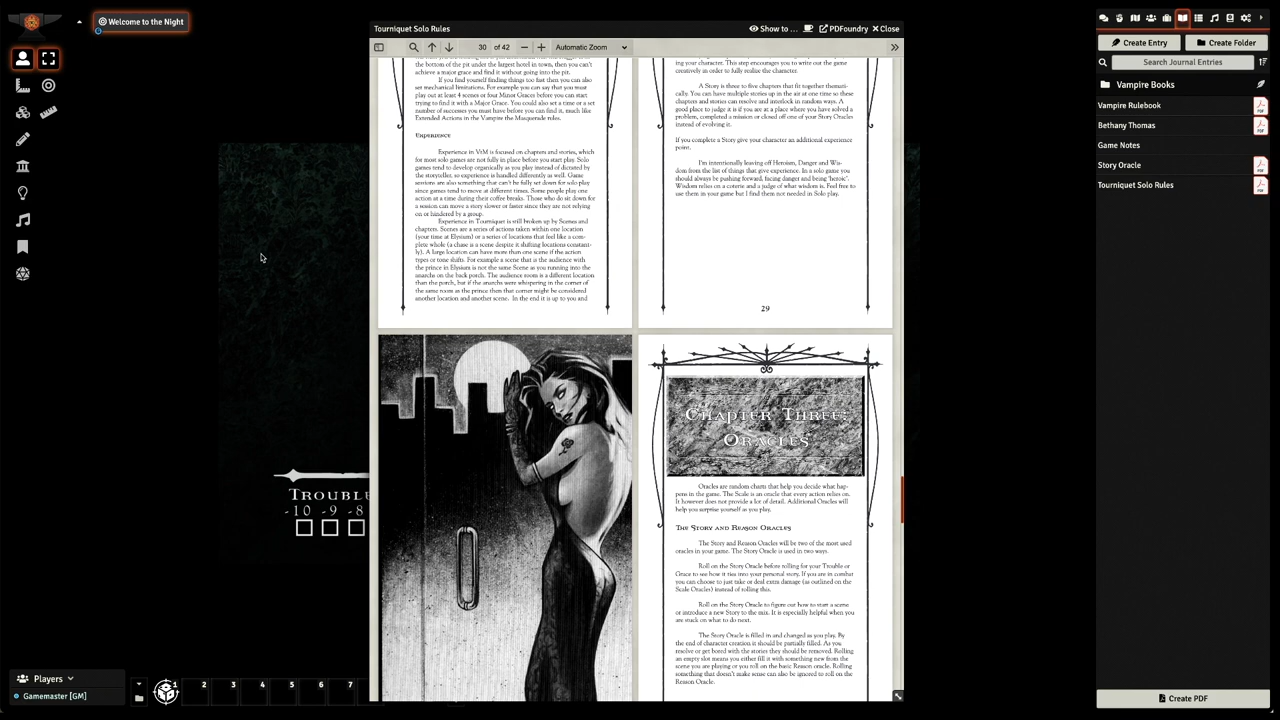 Welcome to the Night
Tourniquet Solo Rules
Show to ...
PDFoundry
Close
30 of 42
Automatic Zoom
the bottom of the pit under the largest hotel in town, then you can't
achieve a major grace and find it without going into the pit.
If you find yourself finding things too fast then you can also
set mechanical limitations. For example you can say that you must
play out at least 4 scenes or four Minor Graces before you can start
trying to find it with a Major Grace. You could also set a time or a set
number of successes you must have before you can find it, much like
Extended Actions in the Vampire the Masquerade rules.
Experience
Experience in VtM is focused on chapters and stories, which
for most solo games are not fully in place before you start play. Solo
games tend to develop organically as you play instead of dictated by
the storyteller, so experience is handled differently as well. Game
sessions are also something that can't be fully set down for solo play
since games tend to move at different times. Some people play one
action at a time during their coffee breaks. Those who do sit down for
a session can move a story slower or faster since they are not relying
on or hindered by a group.
Experience in Tourniquet is still broken up by Scenes and
chapters. Scenes are a series of actions taken within one location
(your time at Elysium) or a series of locations that feel like a com-
plete whole (a chase is a scene despite it shifting locations constant-
ly). A large location can have more than one scene if the action
types or tone shifts. For example a scene that is the audience with
the prince in Elysium is not the same Scene as you running into the
anarchs on the back porch. The audience room is a different location
than the porch, but if the anarchs were whispering in the corner of
the same room as the prince then that corner might be considered
another location and another scene. In the end it is up to you and
ing your character. This step encourages you to write out the game
creatively in order to fully realize the character.
A Story is three to five chapters that fit together themati-
cally. You can have multiple stories up in the air at one time so these
chapters and stories can resolve and interlock in random ways. A
good place to judge it is if you are at a place where you have solved a
problem, completed a mission or closed off one of your Story Oracles
instead of evolving it.
If you complete a Story give your character an additional experience
point.
I'm intentionally leaving off Heroism, Danger and Wis-
dom from the list of things that give experience. In a solo game you
should always be pushing forward, facing danger and being 'heroic'.
Wisdom relies on a coterie and a judge of what wisdom is. Feel free to
use them in your game but I find them not needed in Solo play.
29
Chapter Three:
Oracles
Oracles are random charts that help you decide what hap-
pens in the game. The Scale is an oracle that every action relies on.
It however does not provide a lot of detail. Additional Oracles will
help you surprise yourself as you play.
The Story and Reason Oracles
The Story and Reason Oracles will be two of the most used
oracles in your game. The Story Oracle is used in two ways.
Roll on the Story Oracle before rolling for your Trouble or
Grace to see how it ties into your personal story. If you are in combat
you can choose to just take or deal extra damage (as outlined on the
Scale Oracles) instead of rolling this.
Roll on the Story Oracle to figure out how to start a scene
or introduce a new Story to the mix. It is especially helpful when you
are stuck on what to do next.
The Story Oracle is filled in and changed as you play. By
the end of character creation it should be partially filled. As you
resolve or get bored with the stories they should be removed. Rolling
an empty slot means you either fill it with something new from the
scene you are playing or you roll on the basic Reason oracle. Rolling
something that doesn't make sense can also be ignored to roll on the
Reason Oracle.
Trouble
-10 -9 -8
Players
Gamemaster [GM]
1 2 3 4 5 6 7
Create Entry
Create Folder
Search Journal Entries
Vampire Books
Vampire Rulebook
Bethany Thomas
Game Notes
Story Oracle
Tourniquet Solo Rules
PDF
PDF
PDF
PDF
Create PDF